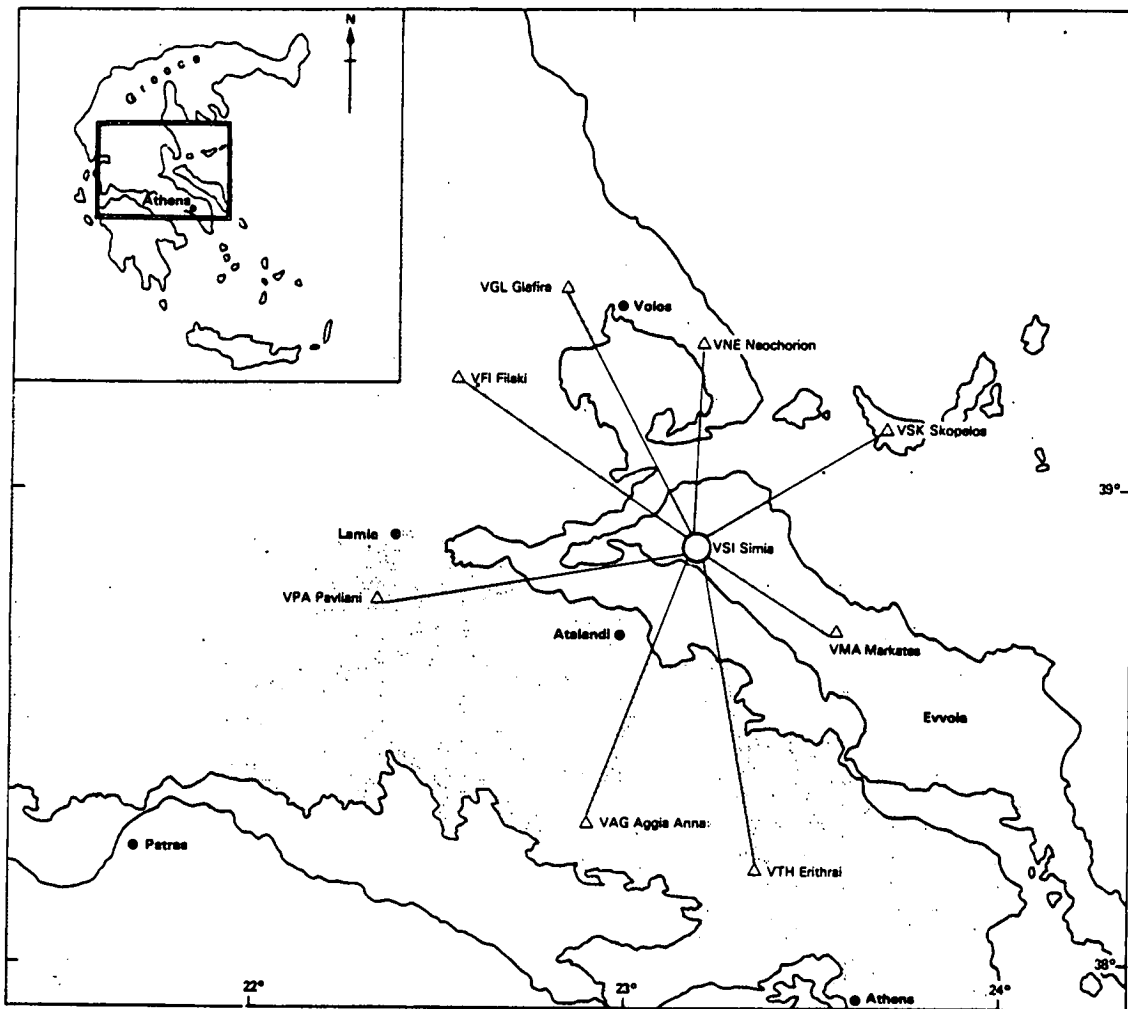 N
Greece
Athens
VGL Glafira
Volos
VNE Neochorion
VFI Filaki
VSK Skopelos
39°
Lamia
VSI Simia
VPA Pavliani
Atalandi
VMA Markates
Evvoia
VAG Aggia Anna
Patras
VTH Erithrai
38°
22°
23°
24°
Athens